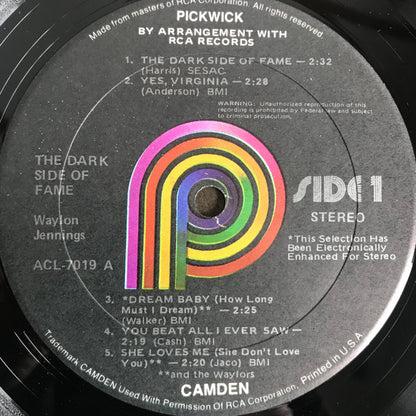 Made from masters of RCA Corporation. All rights
PICKWICK
BY ARRANGEMENT WITH
RCA RECORDS
1. THE DARK SIDE OF FAME — 2:32
(Harris) SESAC
2. YES, VIRGINIA — 2:28
(Anderson) BMI
WARNING: Unauthorized reproduction of this
recording is prohibited by Federal law and subject
to criminal prosecution.
THE DARK
SIDE OF
FAME
Waylon
Jennings
ACL-7019 A
SIDE 1
STEREO
*This Selection Has
Been Electronically
Enhanced For Stereo
3. *DREAM BABY (How Long
Must I Dream)** — 2:25
(Walker) BMI
4. YOU BEAT ALL I EVER SAW —
2:19 (Cash) BMI
5. SHE LOVES ME (She Don't Love
You)** — 2:20 (Jaco) BMI
**and the Waylors
CAMDEN
Trademark CAMDEN Used With Permission Of RCA Corporation. Printed in U.S.A.